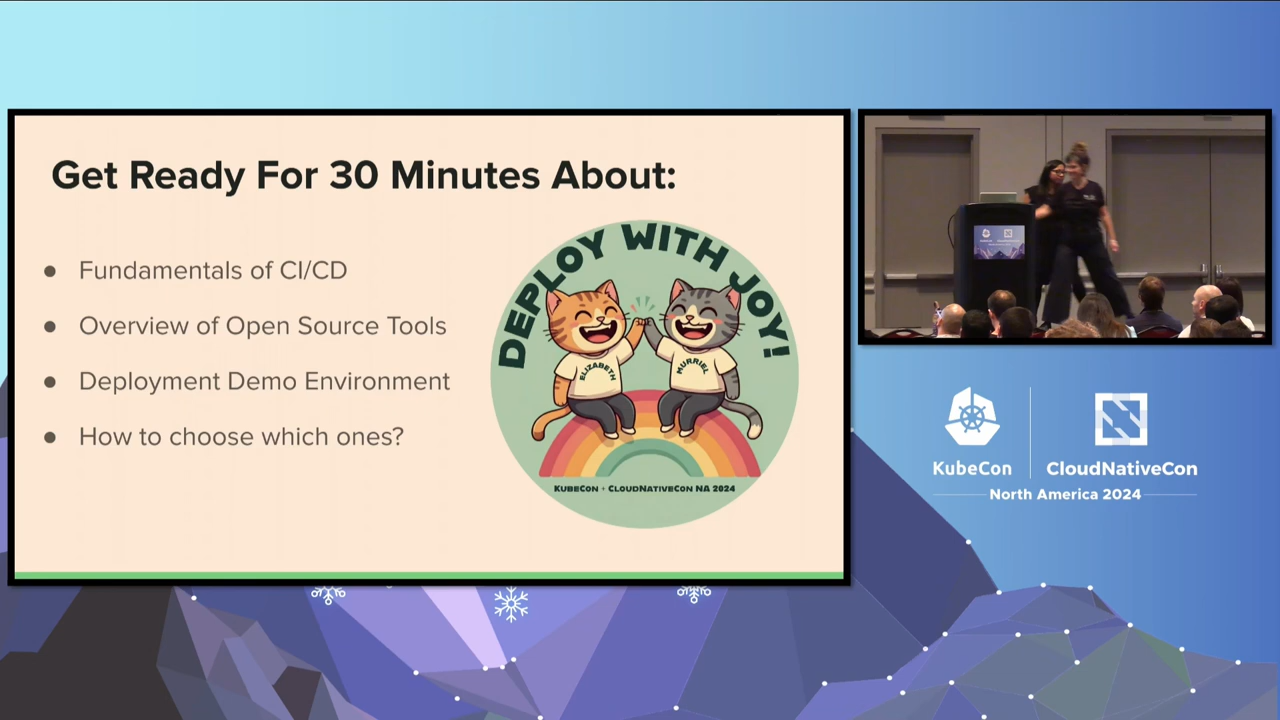 Get Ready For 30 Minutes About:
● Fundamentals of CI/CD
● Overview of Open Source Tools
● Deployment Demo Environment
● How to choose which ones?
DEPLOY WITH JOY!
ELIZABETH
MURRIEL
KUBECON + CLOUDNATIVECON NA 2024
KubeCon
CloudNativeCon
North America 2024